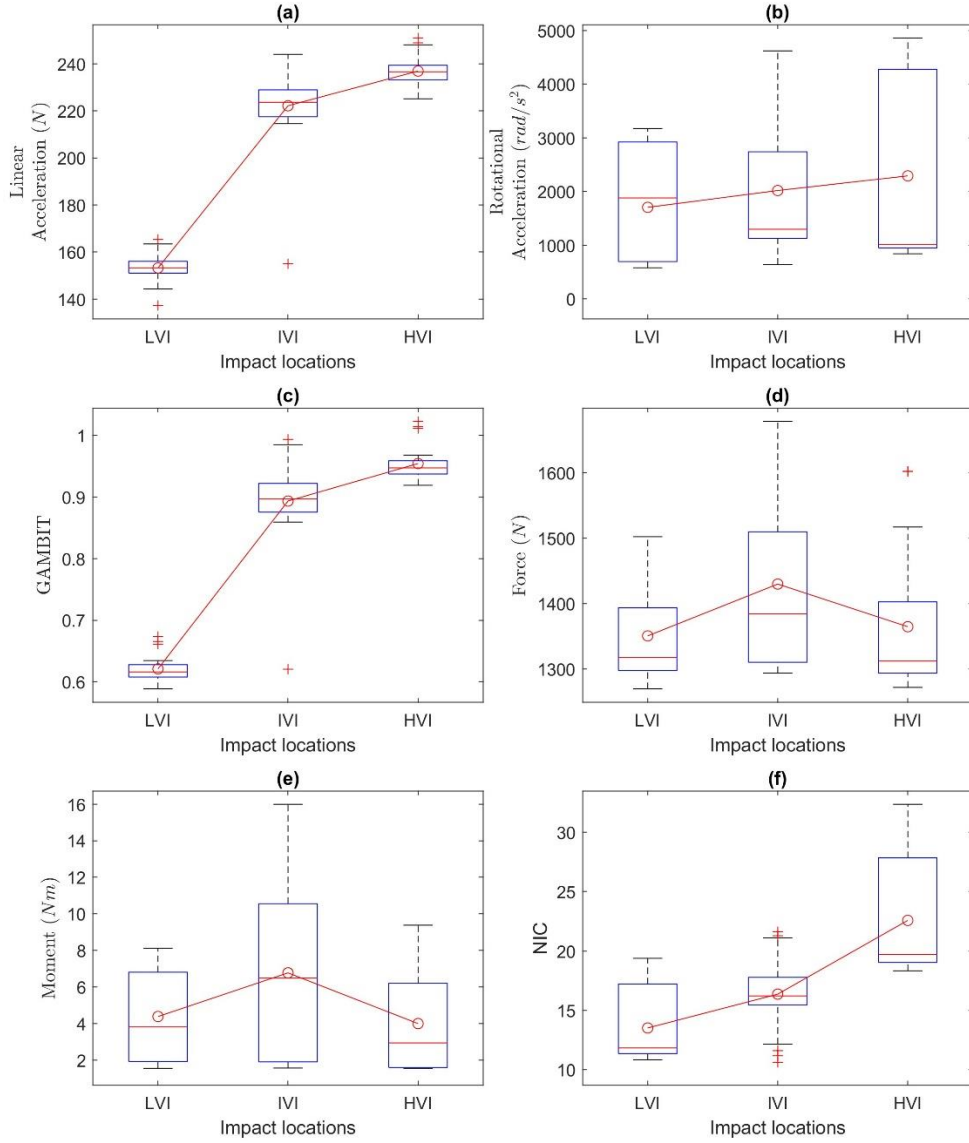 (a)
Linear
Acceleration (N)
240
220
200
180
160
140
LVI
IVI
HVI
Impact locations
(b)
Rotational
Acceleration (rad/s²)
5000
4000
3000
2000
1000
0
LVI
IVI
HVI
Impact locations
(c)
GAMBIT
1
0.9
0.8
0.7
0.6
LVI
IVI
HVI
Impact locations
(d)
Force (N)
1600
1500
1400
1300
LVI
IVI
HVI
Impact locations
(e)
Moment (Nm)
16
14
12
10
8
6
4
2
LVI
IVI
HVI
Impact locations
(f)
NIC
30
25
20
15
10
LVI
IVI
HVI
Impact locations